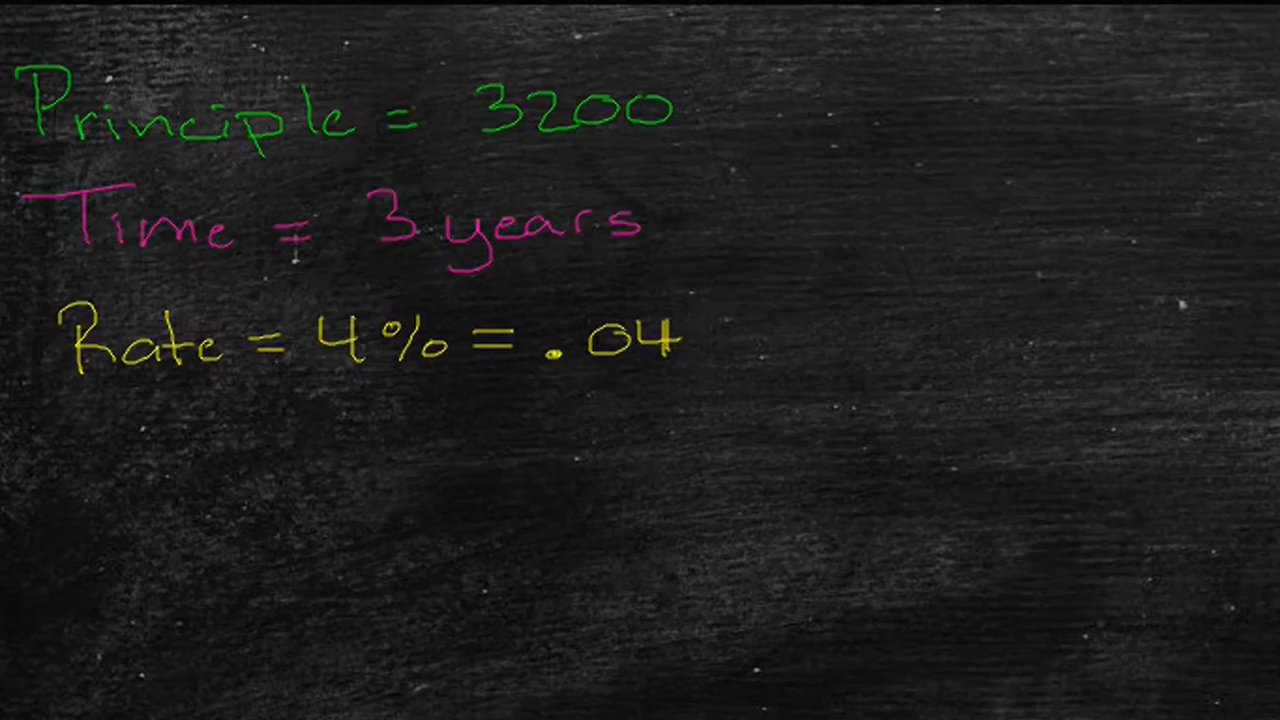 Principle = 3200
Time = 3 years
Rate = 4% = .04